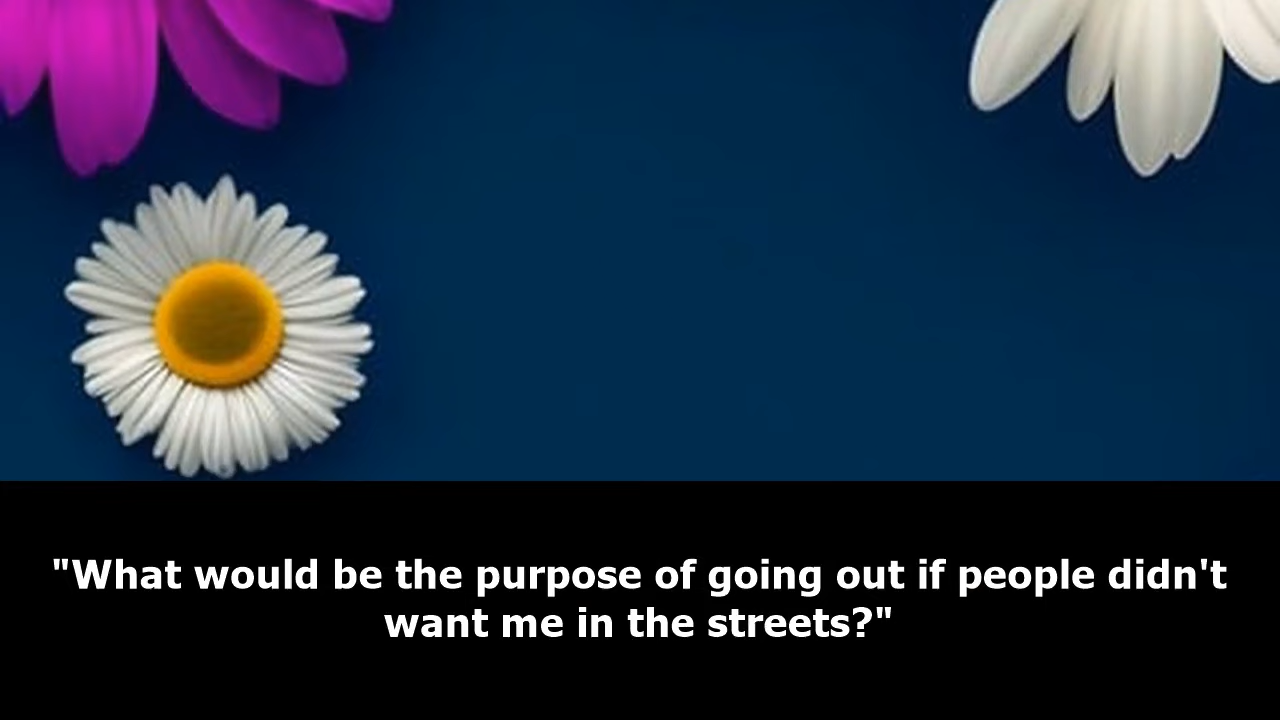 "What would be the purpose of going out if people didn't
want me in the streets?"